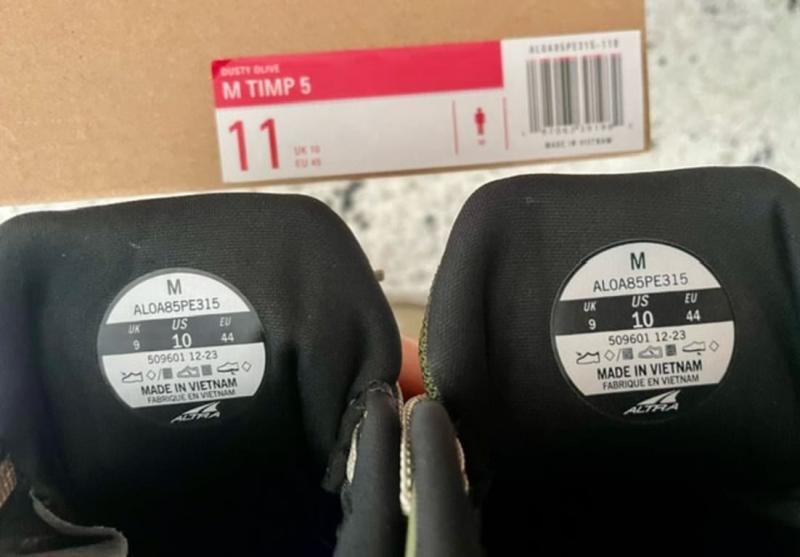 DUSTY OLIVE
M TIMP 5
11
UK 10
EU 45
M
AL0A85PE315-110
MADE IN VIETNAM
M
AL0A85PE315
UK US EU
9 10 44
509601 12-23
MADE IN VIETNAM
FABRIQUE EN VIETNAM
ALTRA
M
AL0A85PE315
UK US EU
9 10 44
509601 12-23
MADE IN VIETNAM
FABRIQUE EN VIETNAM
ALTRA